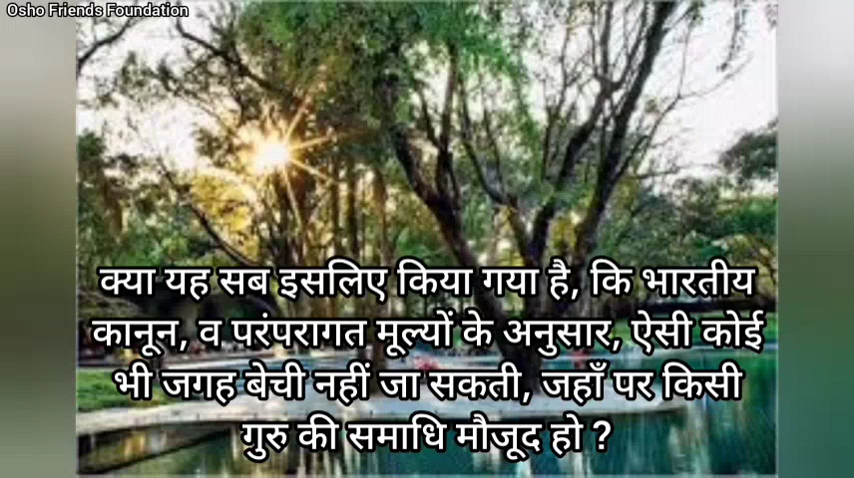 Osho Friends Foundation
क्या यह सब इसलिए किया गया है, कि भारतीय
कानून, व परंपरागत मूल्यों के अनुसार, ऐसी कोई
भी जगह बेची नहीं जा सकती, जहाँ पर किसी
गुरु की समाधि मौजूद हो ?